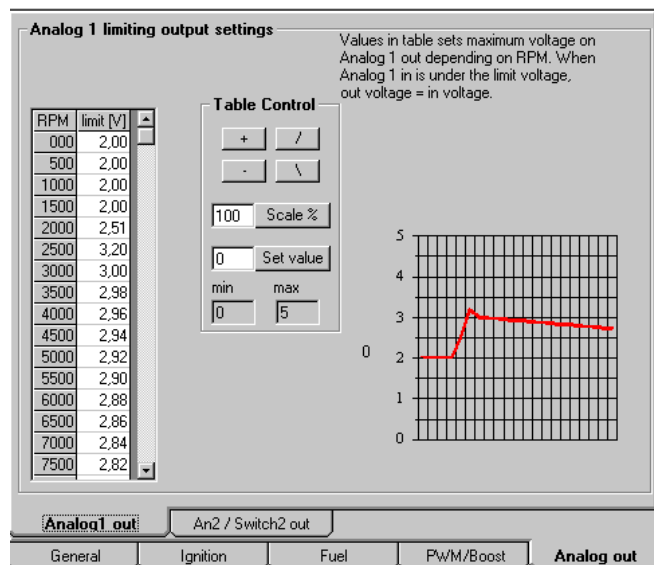 Analog 1 limiting output settings
Values in table sets maximum voltage on
Analog 1 out depending on RPM. When
Analog 1 in is under the limit voltage,
out voltage = in voltage.
RPM limit [V]
000 2,00
500 2,00
1000 2,00
1500 2,00
2000 2,51
2500 3,20
3000 3,00
3500 2,98
4000 2,96
4500 2,94
5000 2,92
5500 2,90
6000 2,88
6500 2,86
7000 2,84
7500 2,82
Table Control
+ /
- \
100 Scale %
0 Set value
min max
0 5
5
4
3
0 2
1
0
Analog1 out An2 / Switch2 out
General Ignition Fuel PWM/Boost Analog out